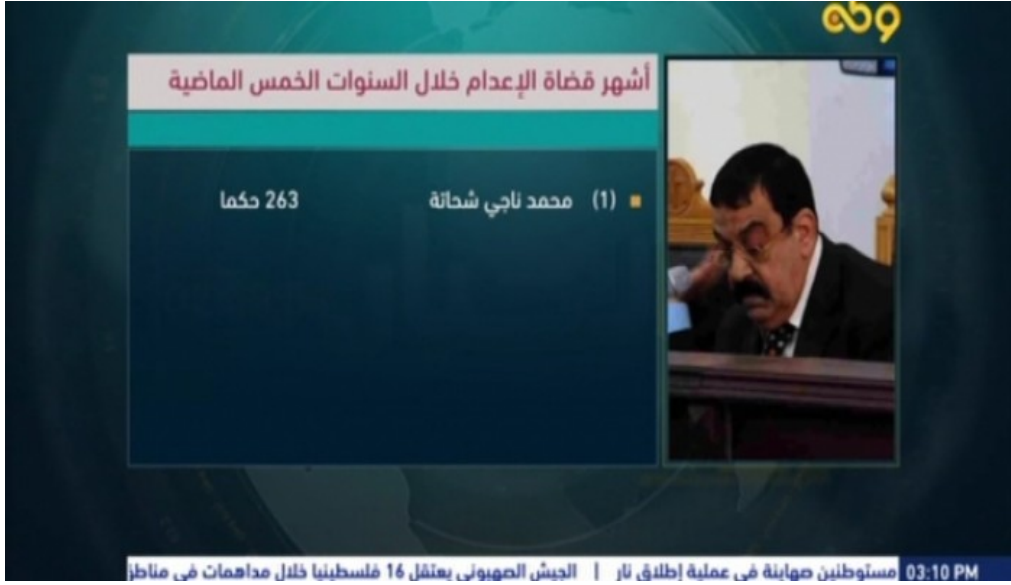 وطن
أشهر قضاة الإعدام خلال السنوات الخمس الماضية
(1) محمد ناجي شحاتة 263 حكما
03:10 PM مستوطنين صهاينة في عملية إطلاق نار | الجيش الصهيوني يعتقل 16 فلسطينيا خلال مداهمات في مناطق